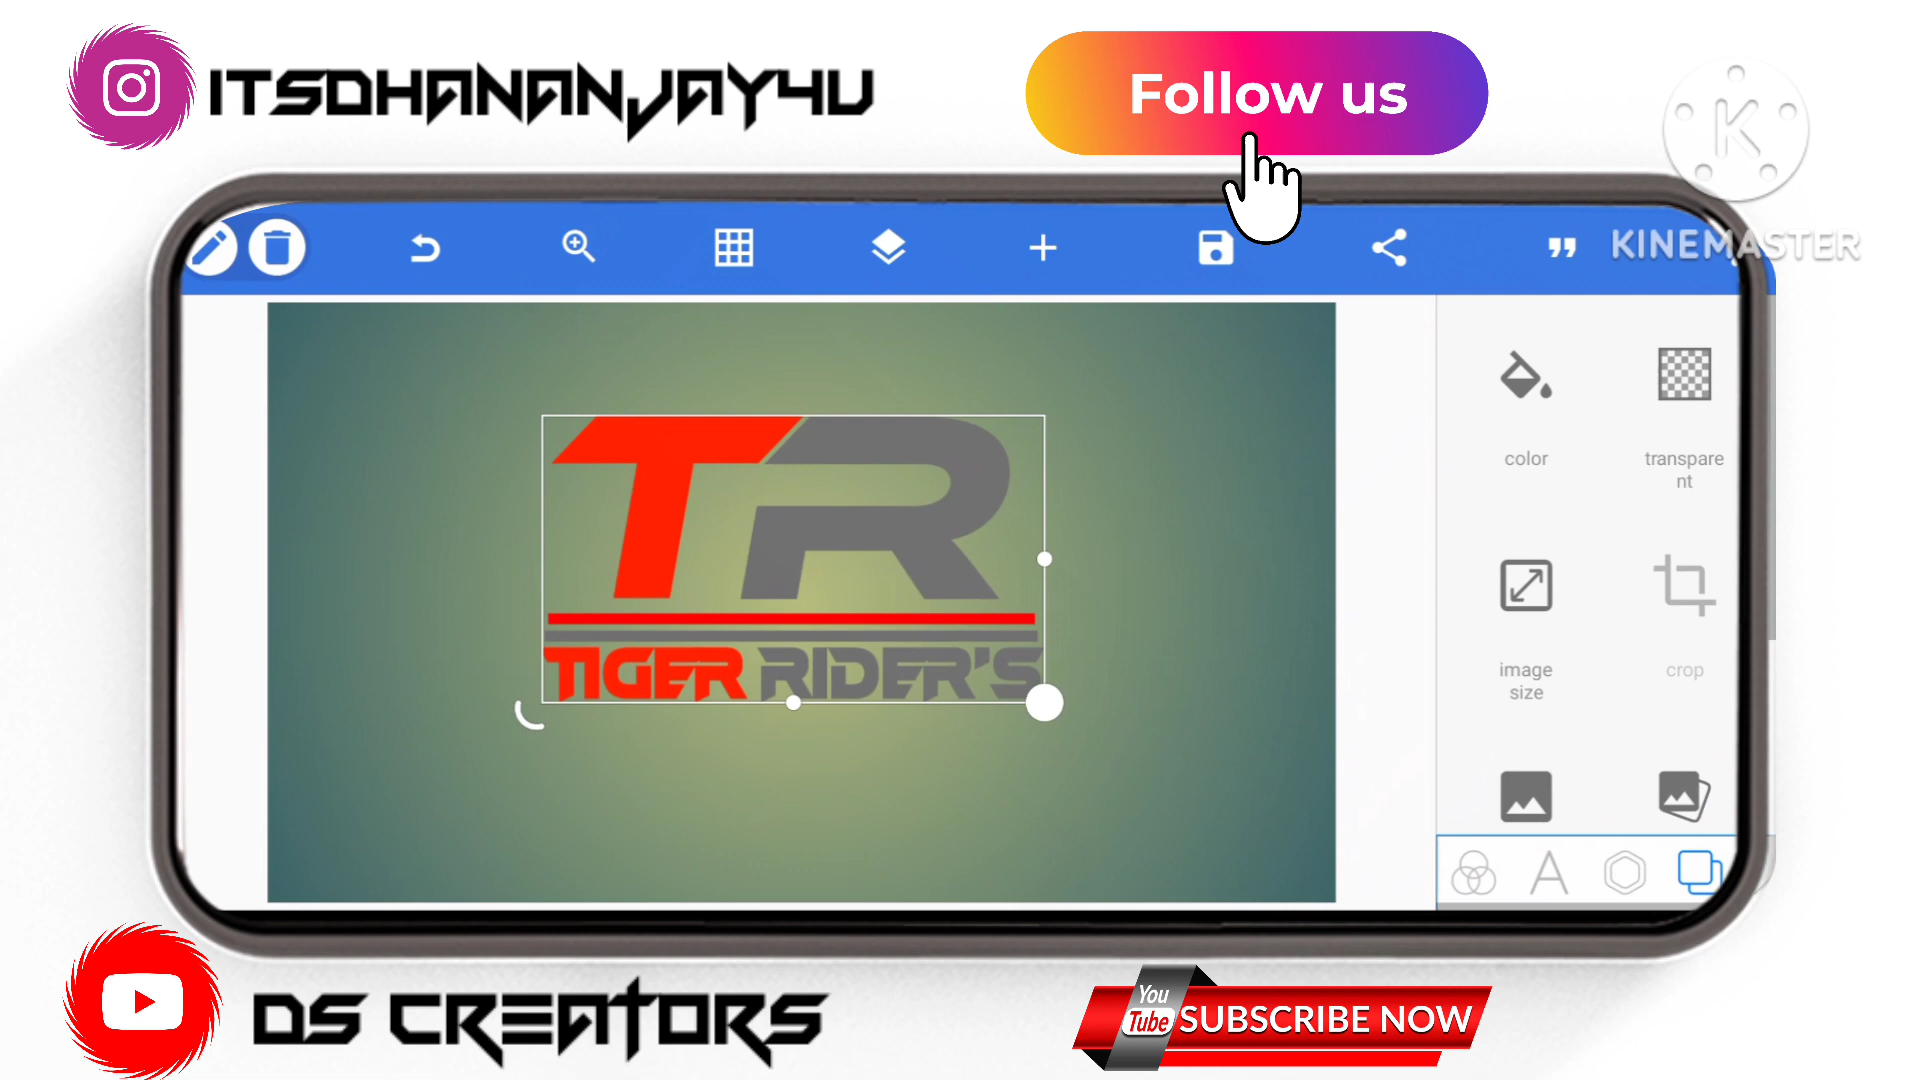 ITSDHANANJAY4U
Follow us
K
KINEMASTER
TR
TIGER RIDER'S
color
transpare
nt
image
size
crop
A
DS CREATORS
You
Tube
SUBSCRIBE NOW